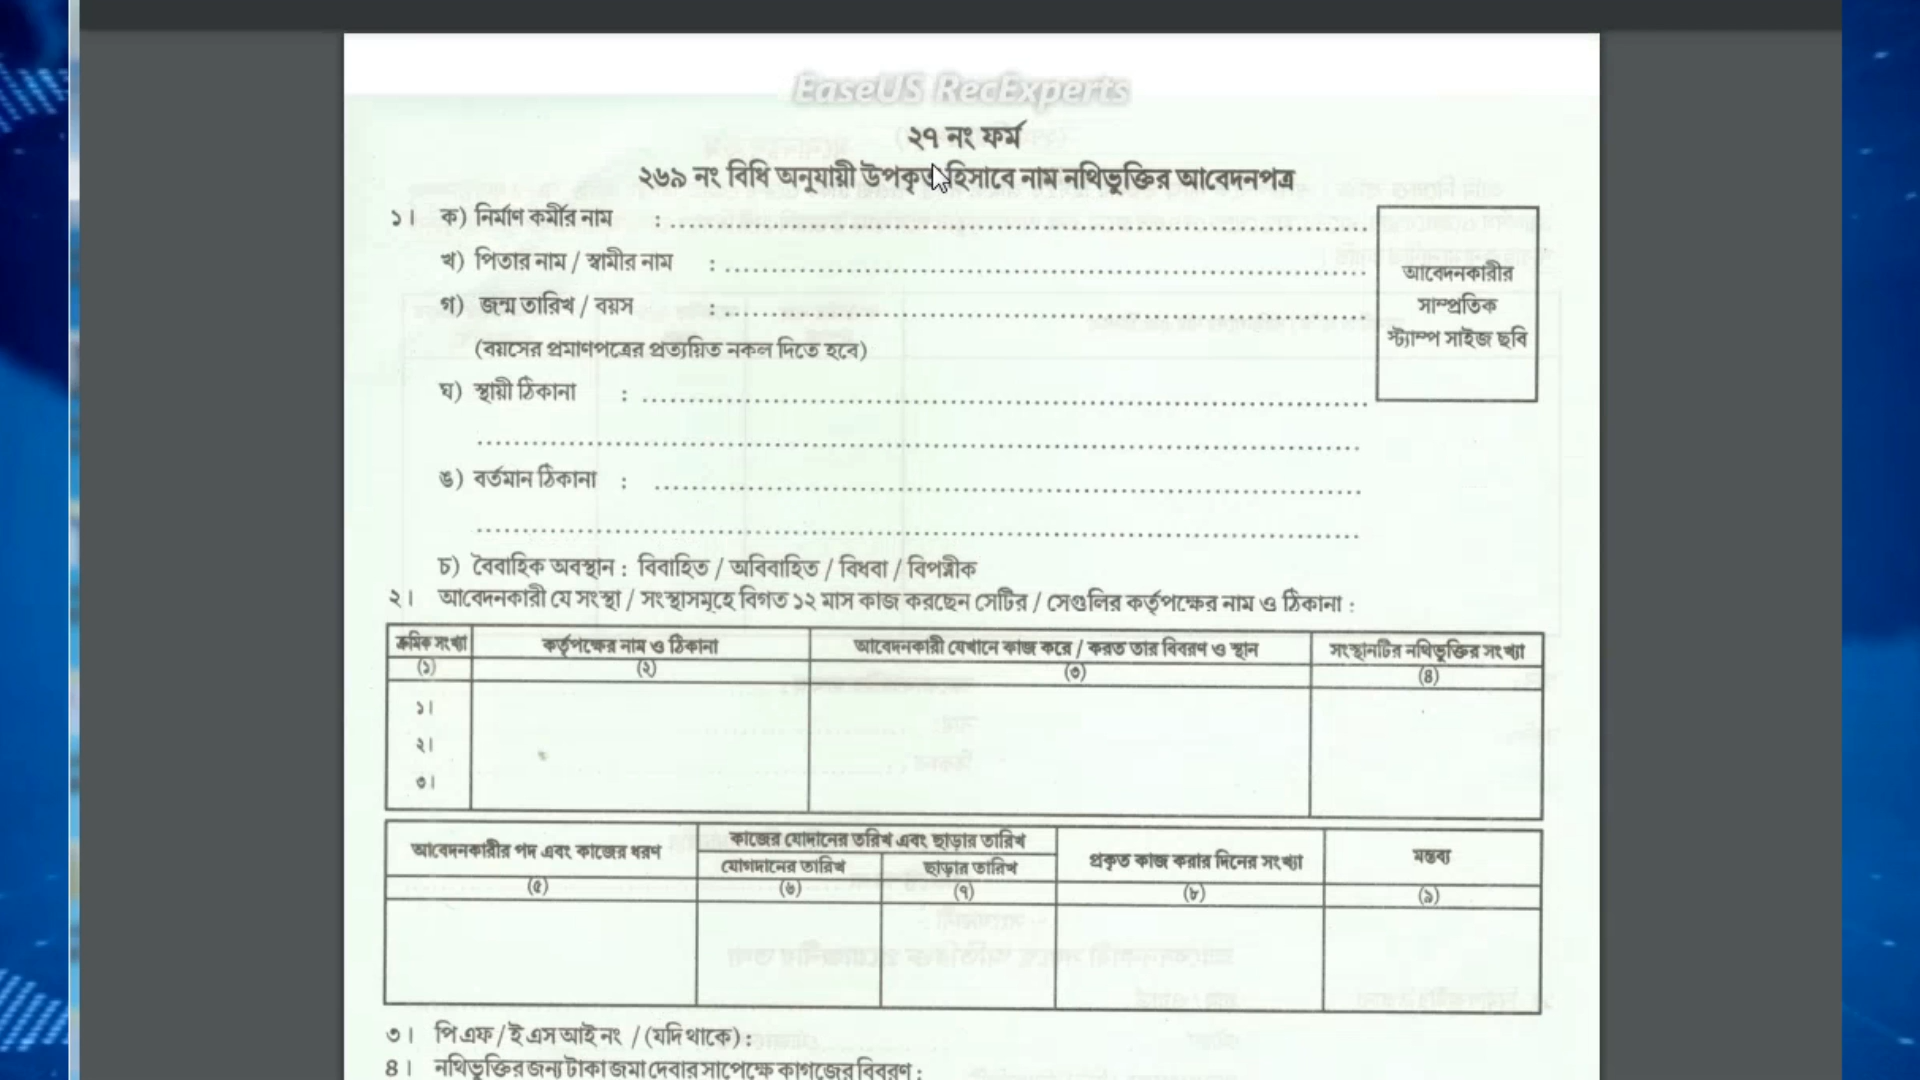 EaseUS RecExperts
২৭ নং ফর্ম
২৬৯ নং বিধি অনুযায়ী উপকৃত হিসাবে নাম নথিভুক্তির আবেদনপত্র
১। ক) নির্মাণ কর্মীর নাম :
খ) পিতার নাম / স্বামীর নাম :
গ) জন্ম তারিখ / বয়স :
(বয়সের প্রমাণপত্রের প্রত্যয়িত নকল দিতে হবে)
আবেদনকারীর
সাম্প্রতিক
স্ট্যাম্প সাইজ ছবি
ঘ) স্থায়ী ঠিকানা :
ঙ) বর্তমান ঠিকানা :
চ) বৈবাহিক অবস্থান : বিবাহিত / অবিবাহিত / বিধবা / বিপত্নীক
২। আবেদনকারী যে সংস্থা / সংস্থাসমূহে বিগত ১২ মাস কাজ করছেন সেটির / সেগুলির কর্তৃপক্ষের নাম ও ঠিকানা :
ক্রমিক সংখ্যা কর্তৃপক্ষের নাম ও ঠিকানা আবেদনকারী যেখানে কাজ করে / করত তার বিবরণ ও স্থান সংস্থানটির নথিভুক্তির সংখ্যা
(১) (২) (৩) (৪)
১।
২।
৩।
আবেদনকারীর পদ এবং কাজের ধরণ কাজের যোদানের তরিখ এবং ছাড়ার তারিখ প্রকৃত কাজ করার দিনের সংখ্যা মন্তব্য
যোগদানের তারিখ ছাড়ার তারিখ
(৫) (৬) (৭) (৮) (৯)
৩। পি এফ / ই এস আই নং / (যদি থাকে) :
৪। নথিভুক্তির জন্য টাকা জমা দেবার সাপেক্ষে কাগজের বিবরণ :